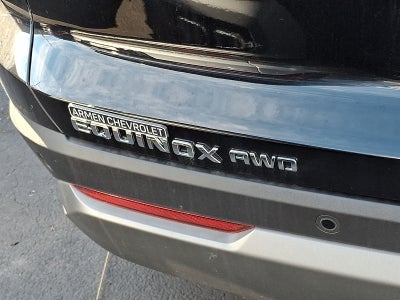 ARMEN CHEVROLET
EQUINOX AWD